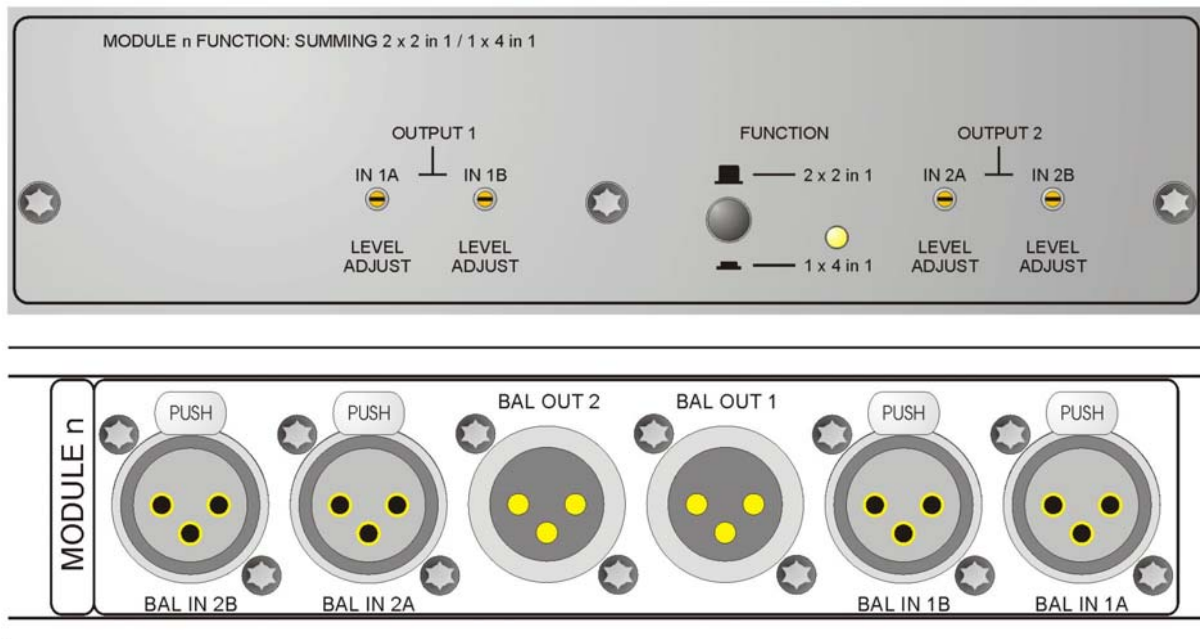 MODULE n FUNCTION: SUMMING 2 x 2 in 1 / 1 x 4 in 1
OUTPUT 1
FUNCTION
OUTPUT 2
IN 1A
IN 1B
2 x 2 in 1
IN 2A
IN 2B
LEVEL
ADJUST
LEVEL
ADJUST
1 x 4 in 1
LEVEL
ADJUST
LEVEL
ADJUST
MODULE n
PUSH
PUSH
BAL OUT 2
BAL OUT 1
PUSH
PUSH
BAL IN 2B
BAL IN 2A
BAL IN 1B
BAL IN 1A